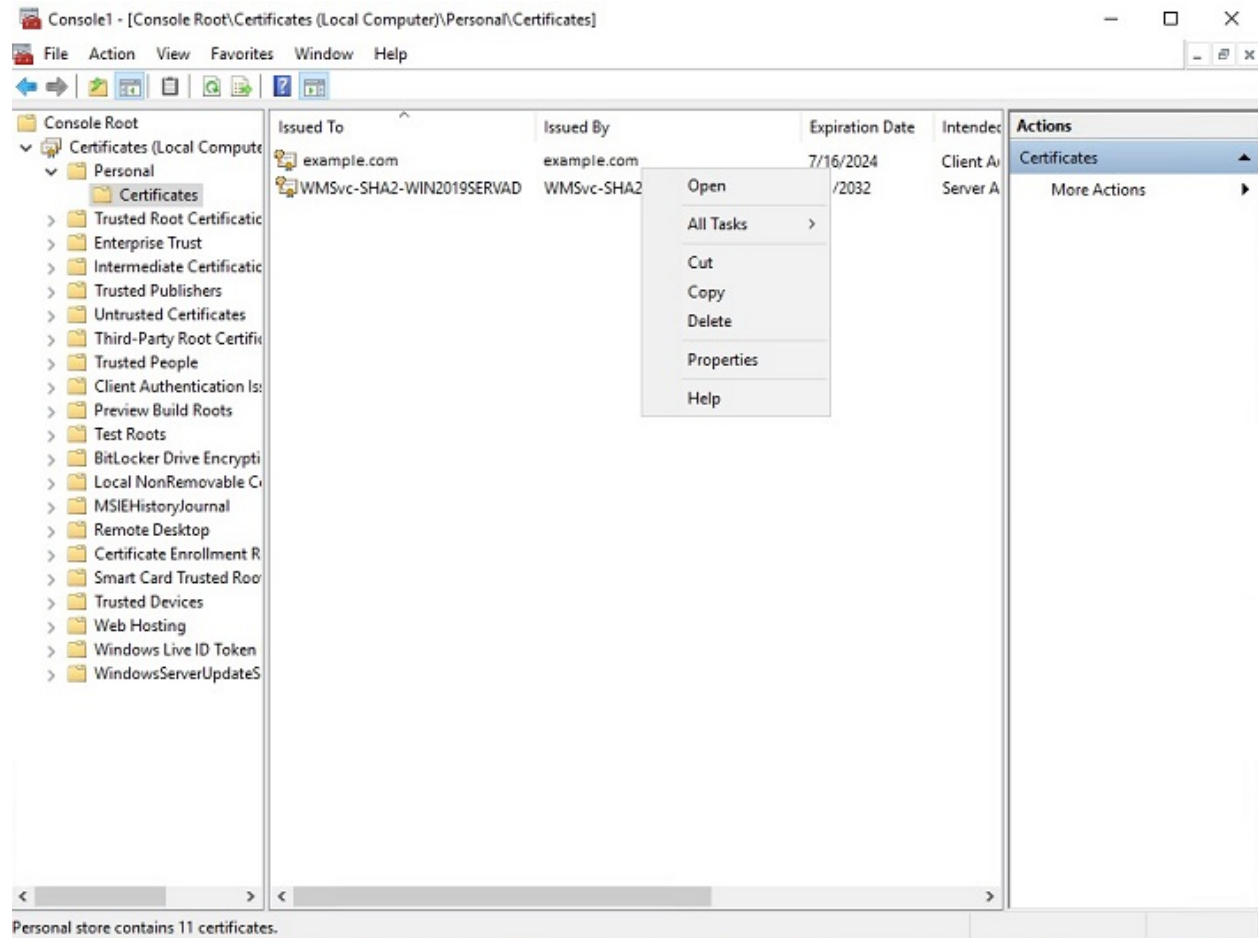 Console1 - [Console Root\Certificates (Local Computer)\Personal\Certificates]
File Action View Favorites Window Help
Console Root
Certificates (Local Compute
Personal
Certificates
Trusted Root Certificatic
Enterprise Trust
Intermediate Certificatic
Trusted Publishers
Untrusted Certificates
Third-Party Root Certific
Trusted People
Client Authentication Is
Preview Build Roots
Test Roots
BitLocker Drive Encrypti
Local NonRemovable C
MSIEHistoryJournal
Remote Desktop
Certificate Enrollment R
Smart Card Trusted Roo
Trusted Devices
Web Hosting
Windows Live ID Token
WindowsServerUpdateS
Issued To Issued By Expiration Date Intended
example.com example.com 7/16/2024 Client A
WMSvc-SHA2-WIN2019SERVAD WMSvc-SHA2 /2032 Server A
Open
All Tasks
Cut
Copy
Delete
Properties
Help
Actions
Certificates
More Actions
Personal store contains 11 certificates.